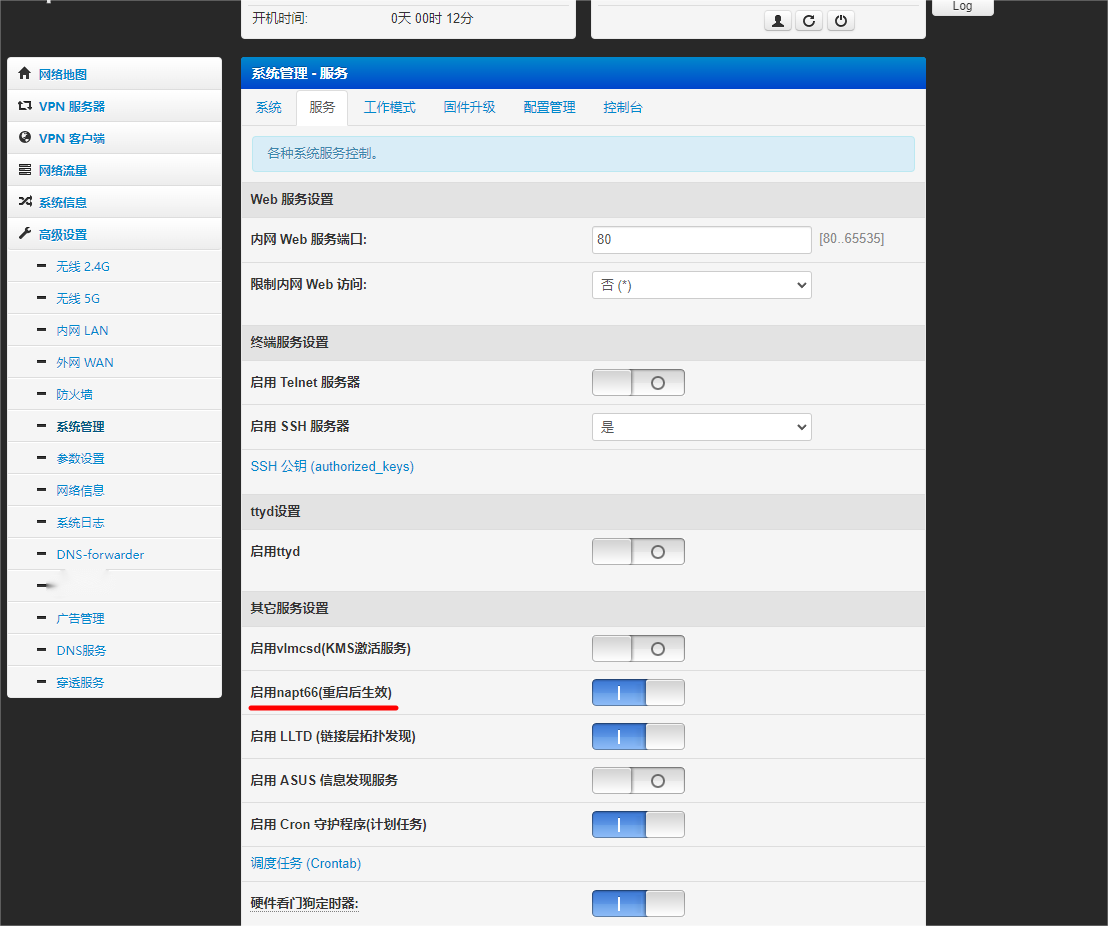 开机时间: 0天 00时 12分
Log
网络地图
VPN 服务器
VPN 客户端
网络流量
系统信息
高级设置
无线 2.4G
无线 5G
内网 LAN
外网 WAN
防火墙
系统管理
参数设置
网络信息
系统日志
DNS-forwarder
广告管理
DNS服务
穿透服务
系统管理 - 服务
系统 服务 工作模式 固件升级 配置管理 控制台
各种系统服务控制。
Web 服务设置
内网 Web 服务端口: 80 [80..65535]
限制内网 Web 访问: 否 (*)
终端服务设置
启用 Telnet 服务器
启用 SSH 服务器 是
SSH 公钥 (authorized_keys)
ttyd设置
启用ttyd
其它服务设置
启用vlmcsd(KMS激活服务)
启用napt66(重启后生效)
启用 LLTD (链接层拓扑发现)
启用 ASUS 信息发现服务
启用 Cron 守护程序(计划任务)
调度任务 (Crontab)
硬件看门狗定时器: